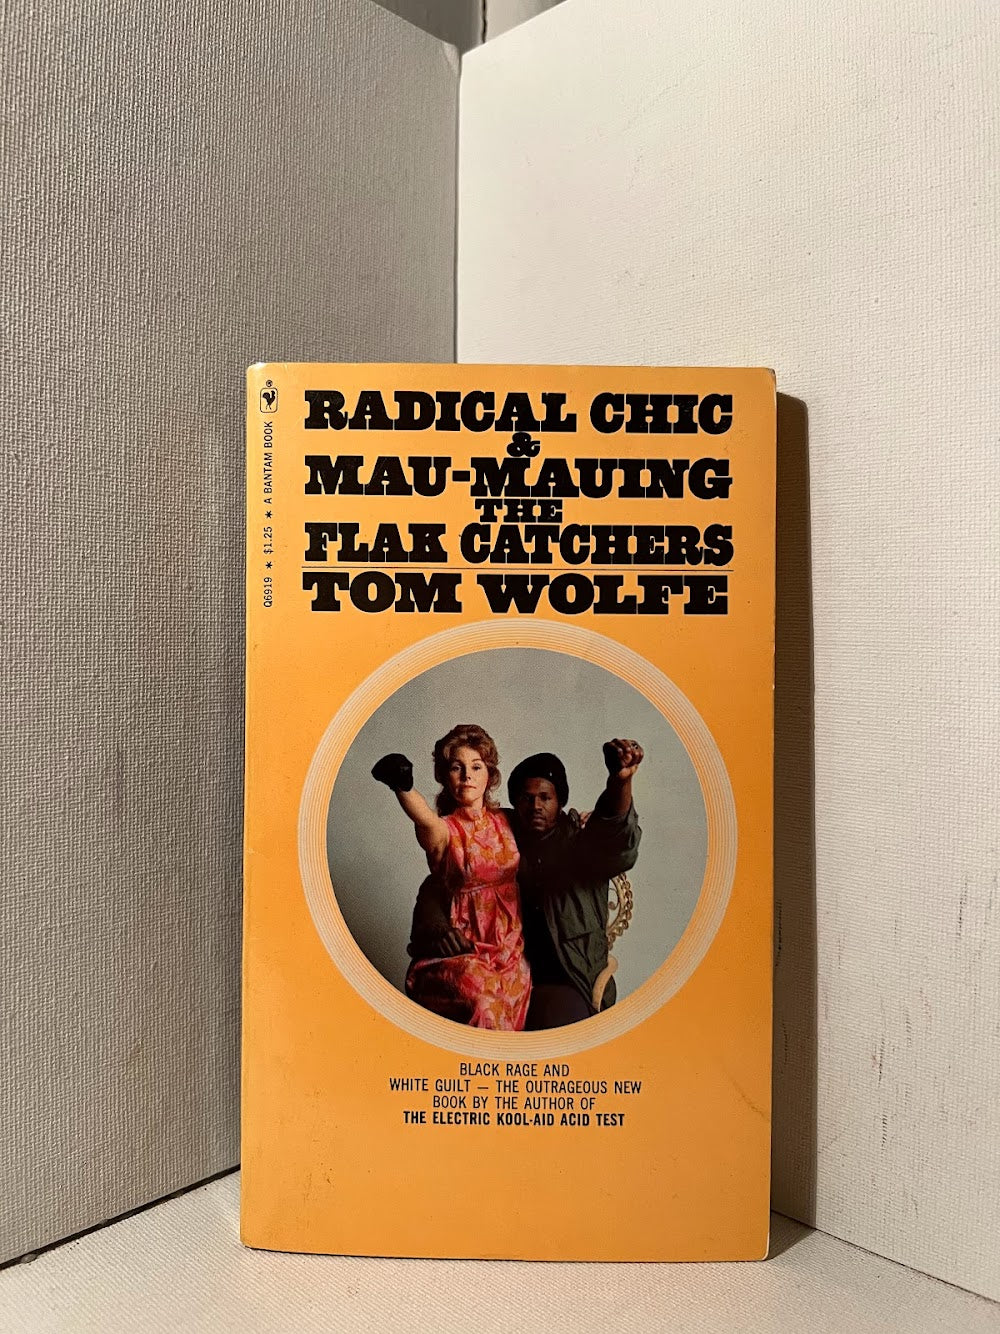 RADICAL CHIC
&
MAU-MAUING
THE
FLAK CATCHERS
TOM WOLFE
BLACK RAGE AND
WHITE GUILT — THE OUTRAGEOUS NEW
BOOK BY THE AUTHOR OF
THE ELECTRIC KOOL-AID ACID TEST
Q6919 * $1.25 * A BANTAM BOOK ®